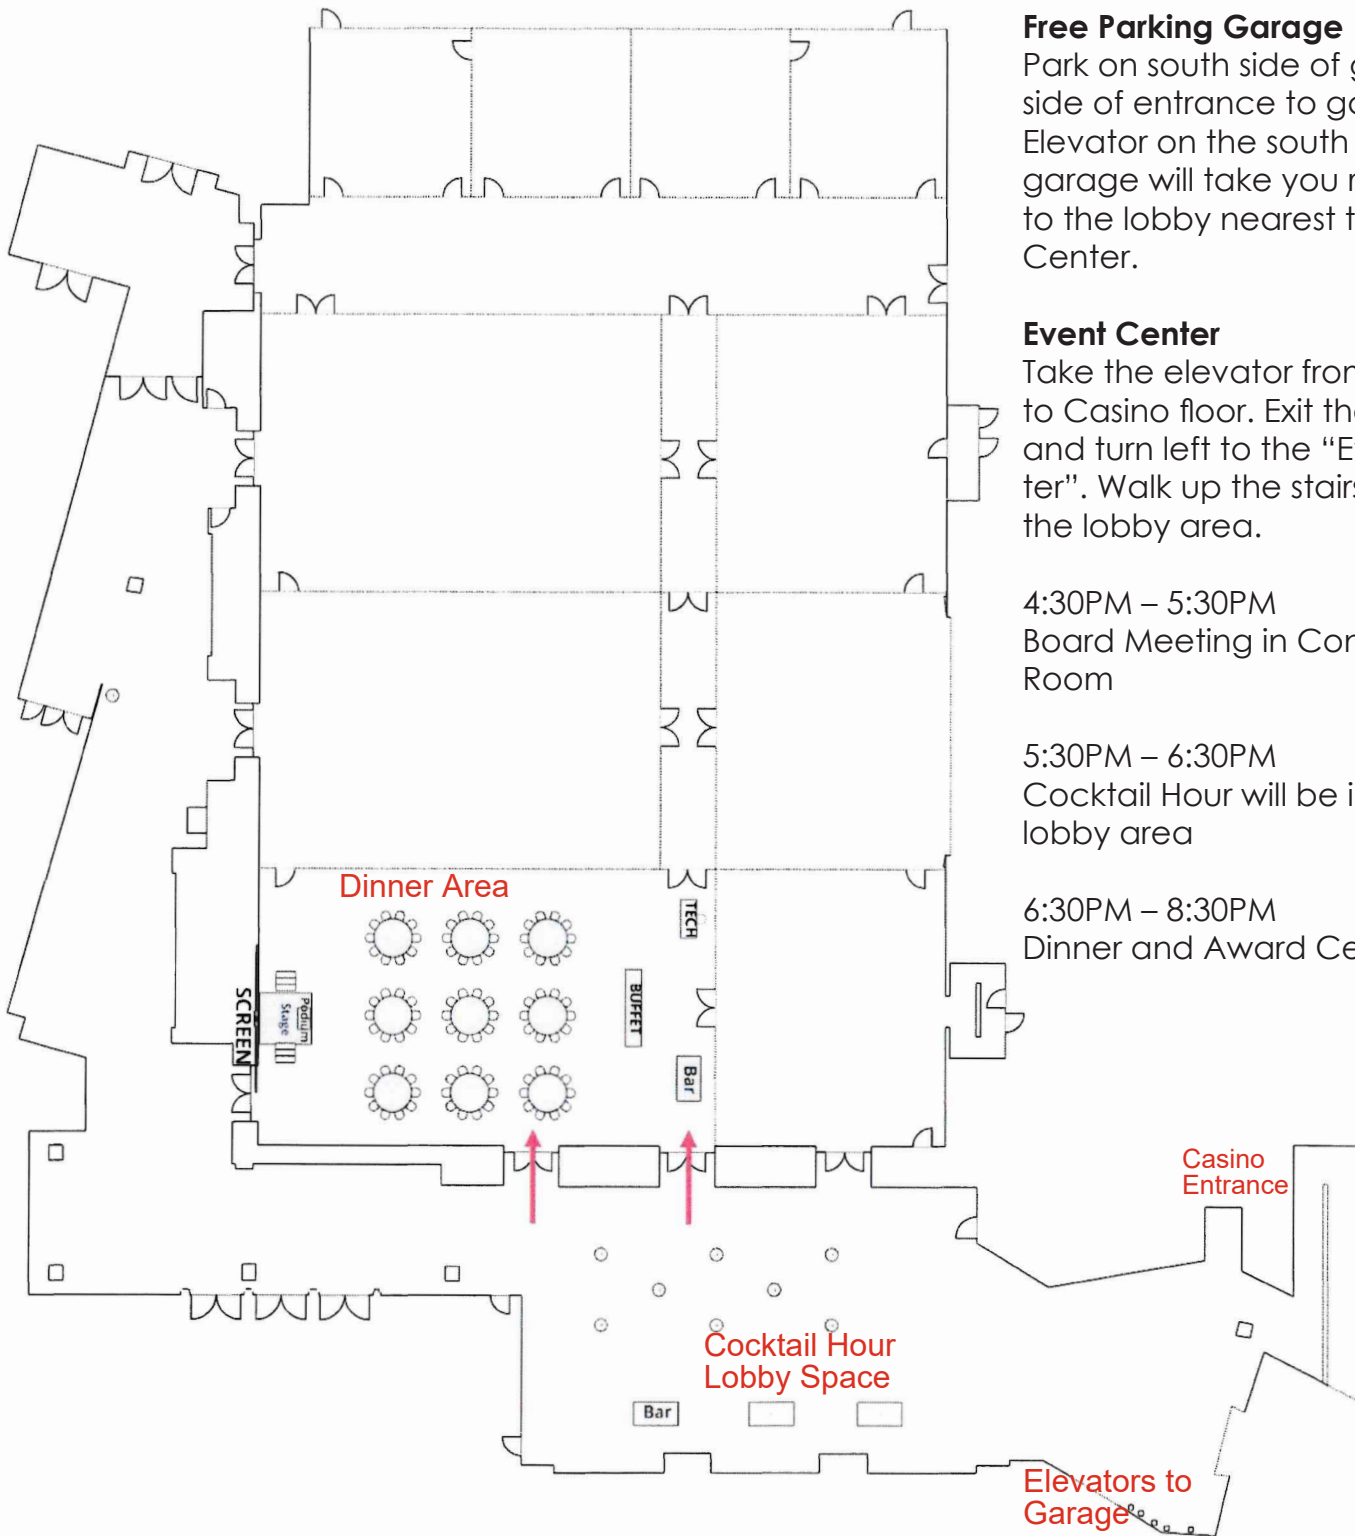 Free Parking Garage
Park on south side of
side of entrance to
Elevator on the south
garage will take you
to the lobby nearest
Center.
Event Center
Take the elevator
to Casino floor. Exit
and turn left to the
ter”. Walk up the
the lobby area.
4:30PM – 5:30PM
Board Meeting in
Room
5:30PM – 6:30PM
Cocktail Hour will be
lobby area
6:30PM – 8:30PM
Dinner and Award
Dinner Area
TECH
BUFFET
SCREEN
Podium
Stage
Bar
Casino
Entrance
Cocktail Hour
Lobby Space
Bar
Elevators to
Garage